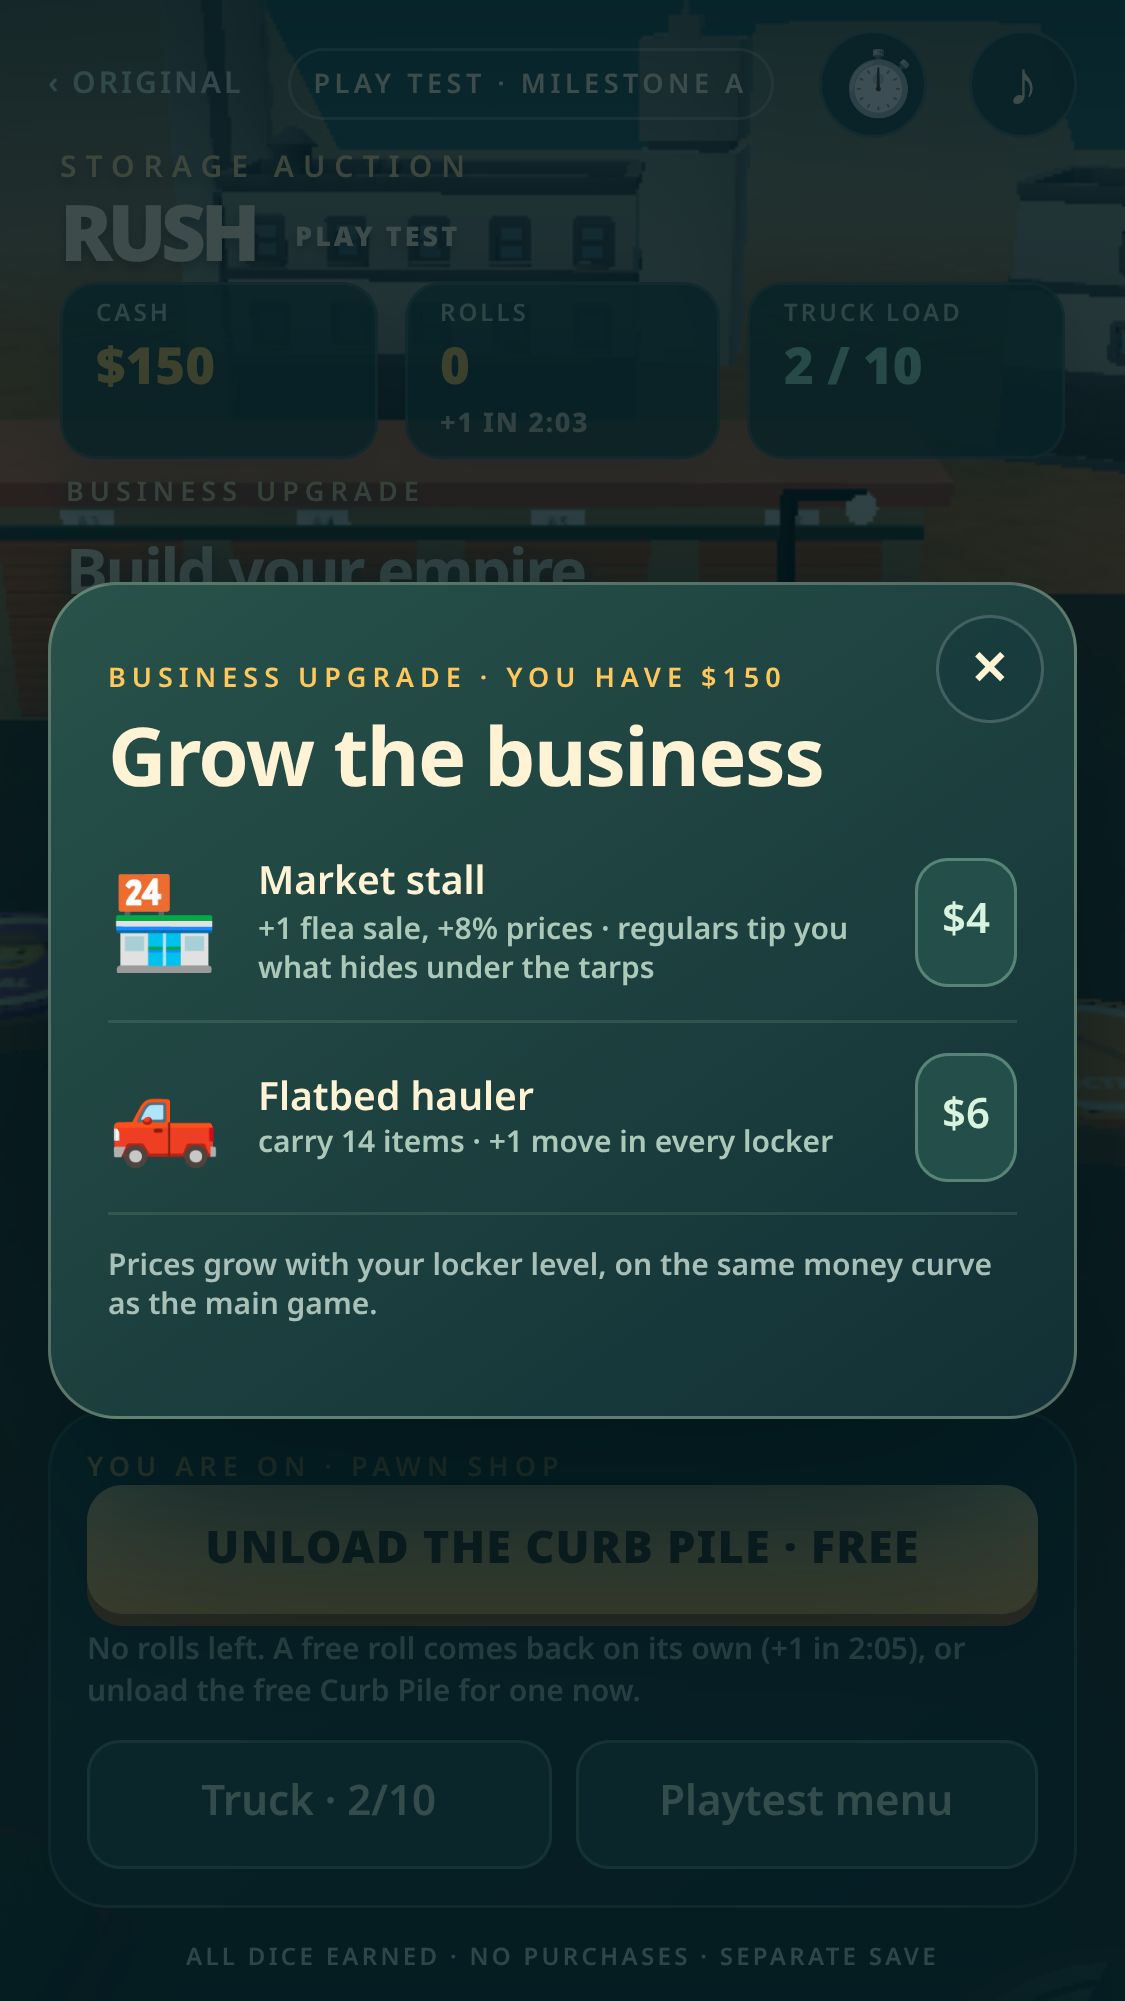 ‹ ORIGINAL
PLAY TEST · MILESTONE A
STORAGE AUCTION
RUSH PLAY TEST
CASH
$150
ROLLS
0
+1 IN 2:03
TRUCK LOAD
2 / 10
BUSINESS UPGRADE
Build your empire
BUSINESS UPGRADE · YOU HAVE $150
×
Grow the business
24
Market stall
+1 flea sale, +8% prices · regulars tip you
what hides under the tarps
$4
Flatbed hauler
carry 14 items · +1 move in every locker
$6
Prices grow with your locker level, on the same money curve
as the main game.
YOU ARE ON · PAWN SHOP
UNLOAD THE CURB PILE · FREE
No rolls left. A free roll comes back on its own (+1 in 2:05), or
unload the free Curb Pile for one now.
Truck · 2/10
Playtest menu
ALL DICE EARNED · NO PURCHASES · SEPARATE SAVE